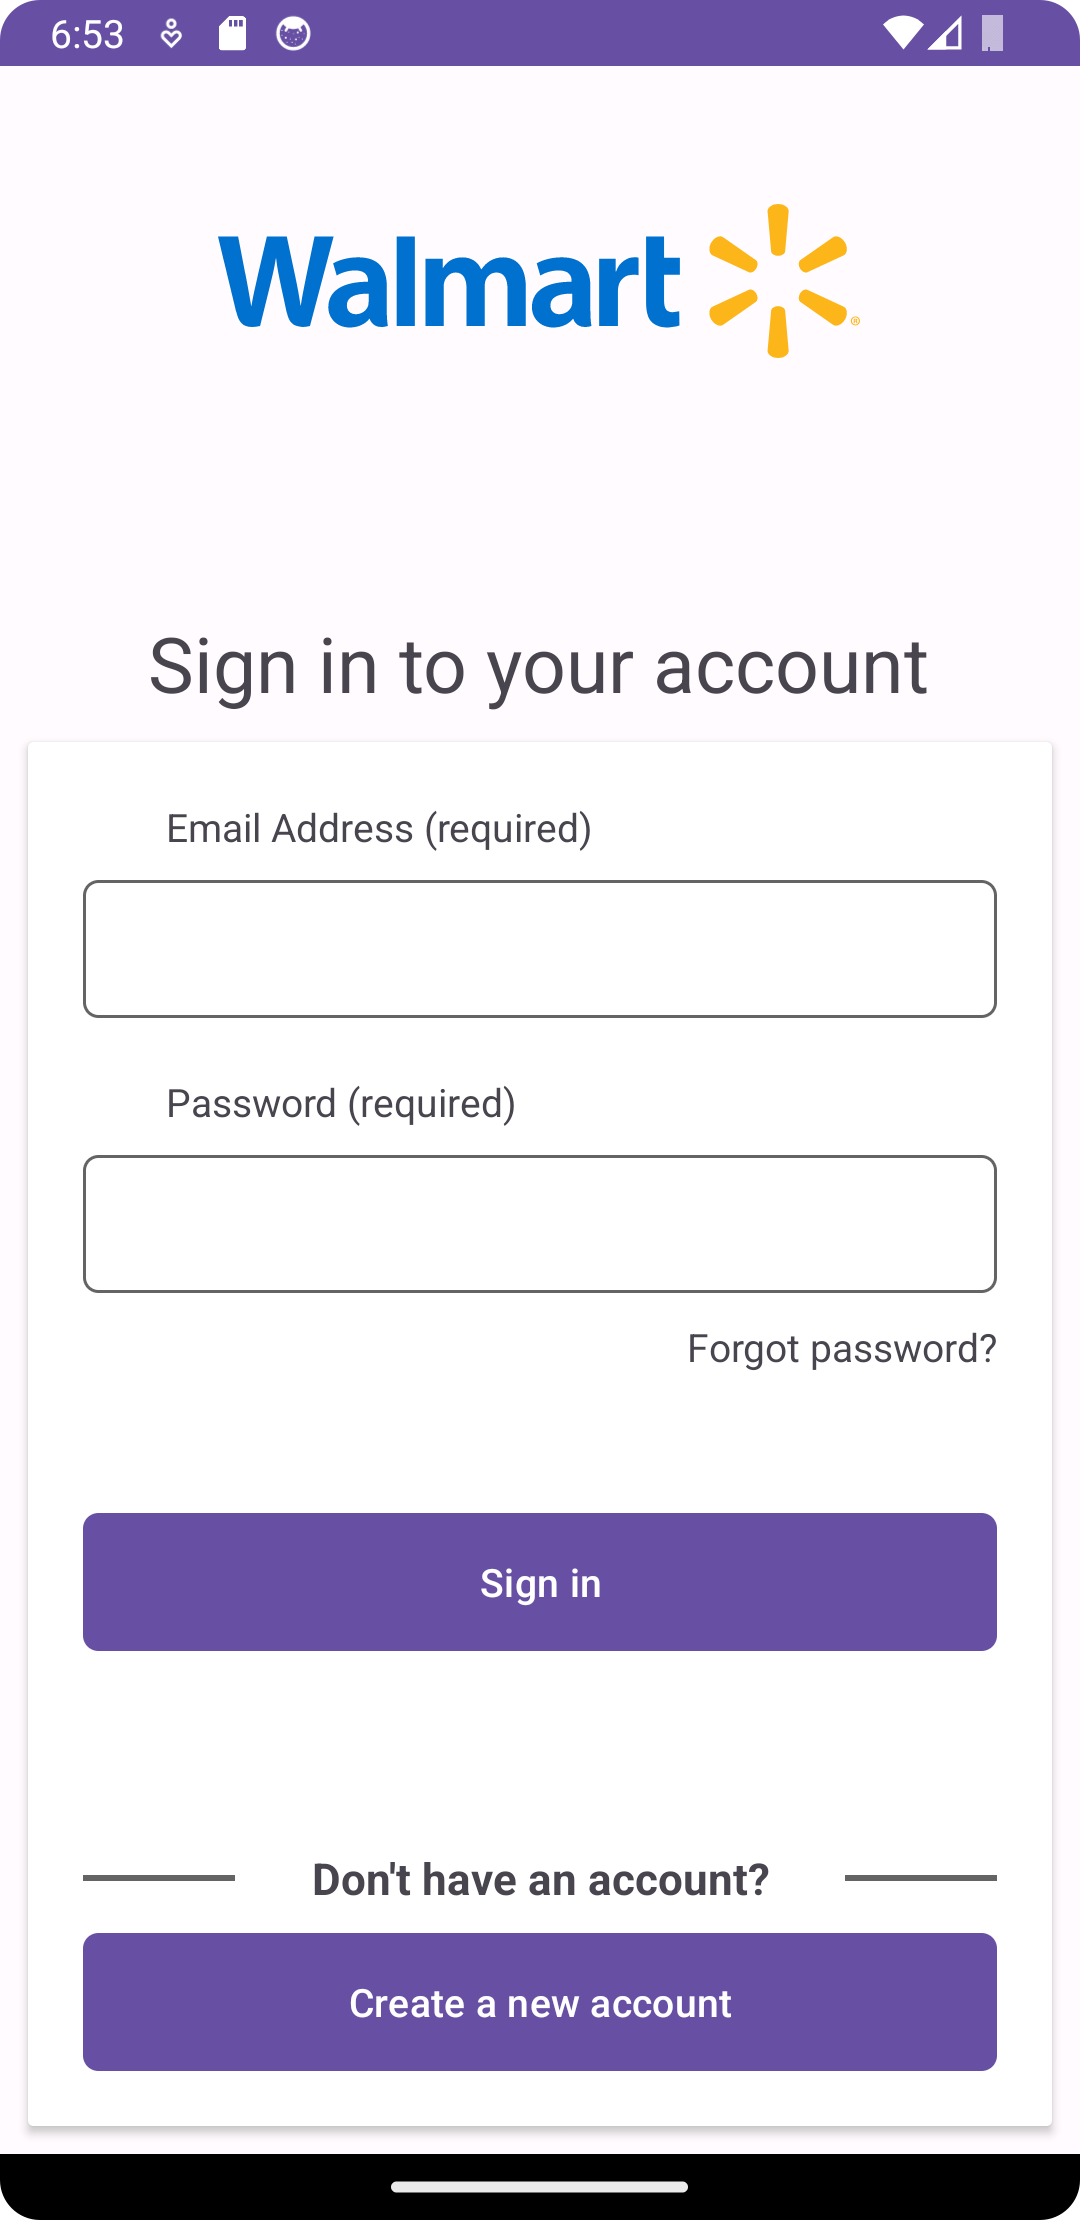 6:53
Walmart
®
Sign in to your account
Email Address (required)
Password (required)
Forgot password?
Sign in
Don't have an account?
Create a new account